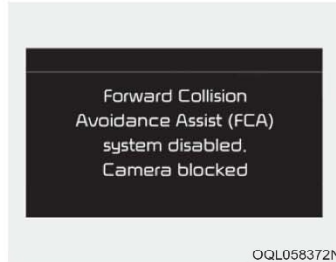 Forward Collision
Avoidance Assist (FCA)
system disabled.
Camera blocked
OQL058372N